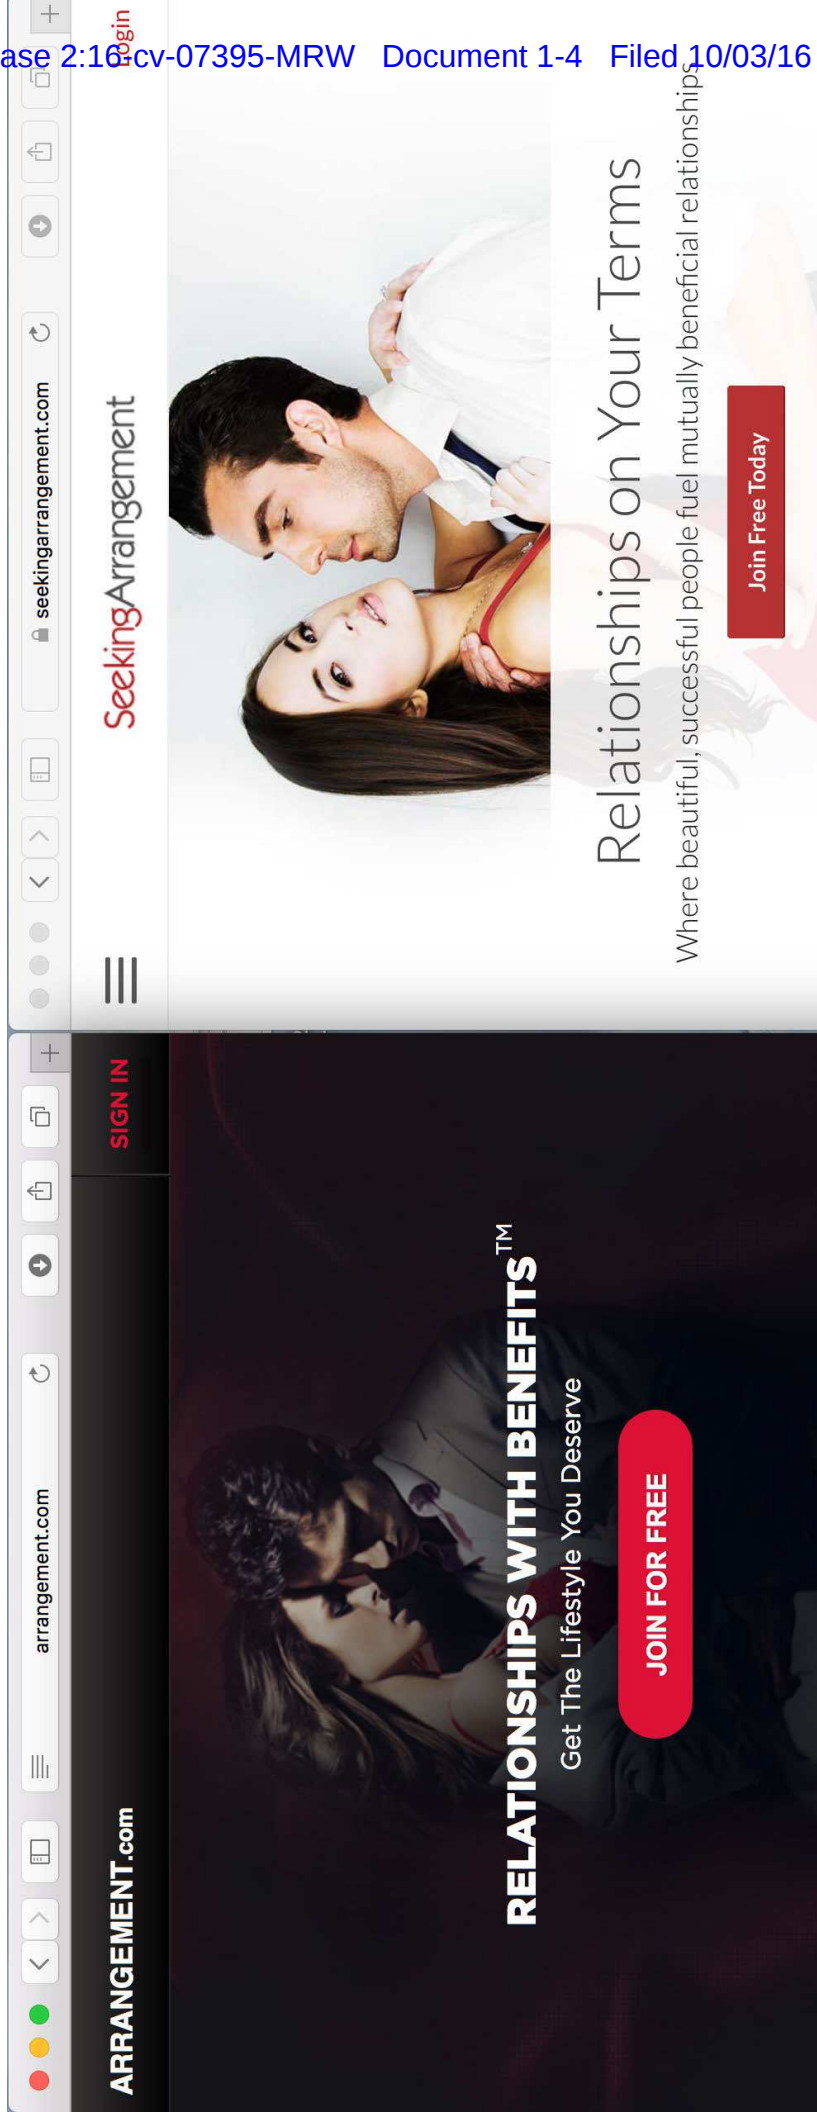 ase 2:16-cv-07395-MRW Document 1-4 Filed 10/03/16
arrangement.com
ARRANGEMENT.com
SIGN IN
RELATIONSHIPS WITH BENEFITS™
Get The Lifestyle You Deserve
JOIN FOR FREE
seekingarrangement.com
SeekingArrangement
Login
Relationships on Your Terms
Where beautiful, successful people fuel mutually beneficial relationships
Join Free Today